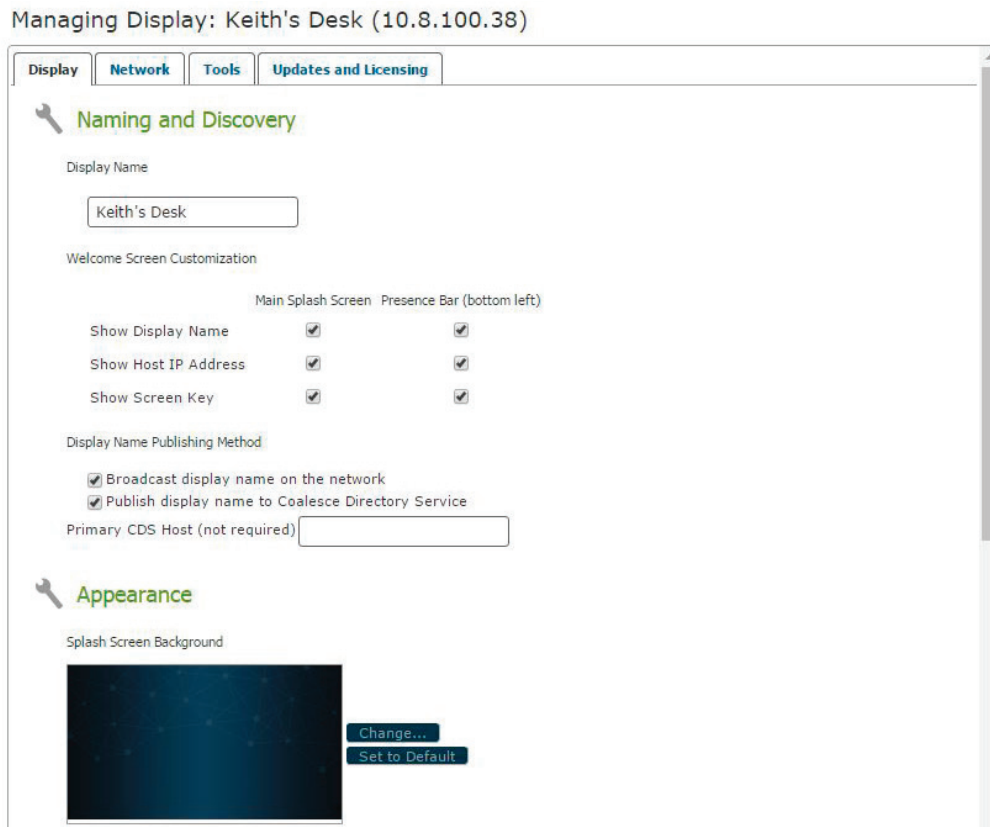 Managing Display: Keith's Desk (10.8.100.38)
Display Network Tools Updates and Licensing
Naming and Discovery
Display Name
Keith's Desk
Welcome Screen Customization
Main Splash Screen Presence Bar (bottom left)
Show Display Name
Show Host IP Address
Show Screen Key
Display Name Publishing Method
Broadcast display name on the network
Publish display name to Coalesce Directory Service
Primary CDS Host (not required)
Appearance
Splash Screen Background
Change...
Set to Default